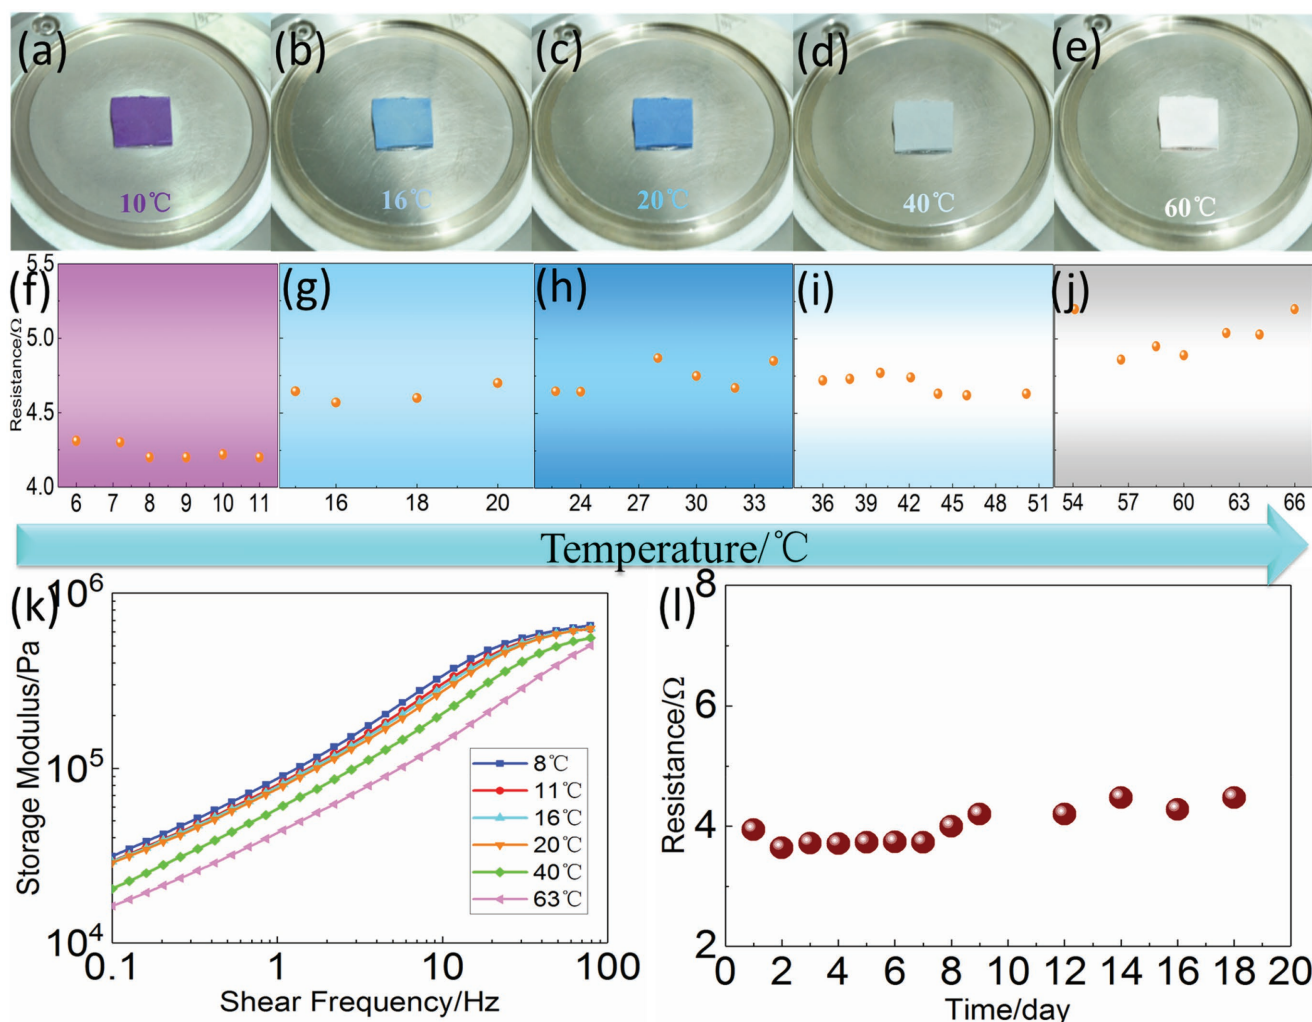 (a) (b) (c) (d) (e)
10℃ 16℃ 20℃ 40℃ 60℃
(f) (g) (h) (i) (j)
Resistance/Ω
5.5
5.0
4.5
4.0
6 7 8 9 10 11 16 18 20 24 27 30 33 36 39 42 45 48 51 54 57 60 63 66
Temperature/℃
(k)
Storage Modulus/Pa
10⁶
10⁵
10⁴
8℃
11℃
16℃
20℃
40℃
63℃
0.1 1 10 100
Shear Frequency/Hz
(l)
Resistance/Ω
8
6
4
2
0 2 4 6 8 10 12 14 16 18 20
Time/day